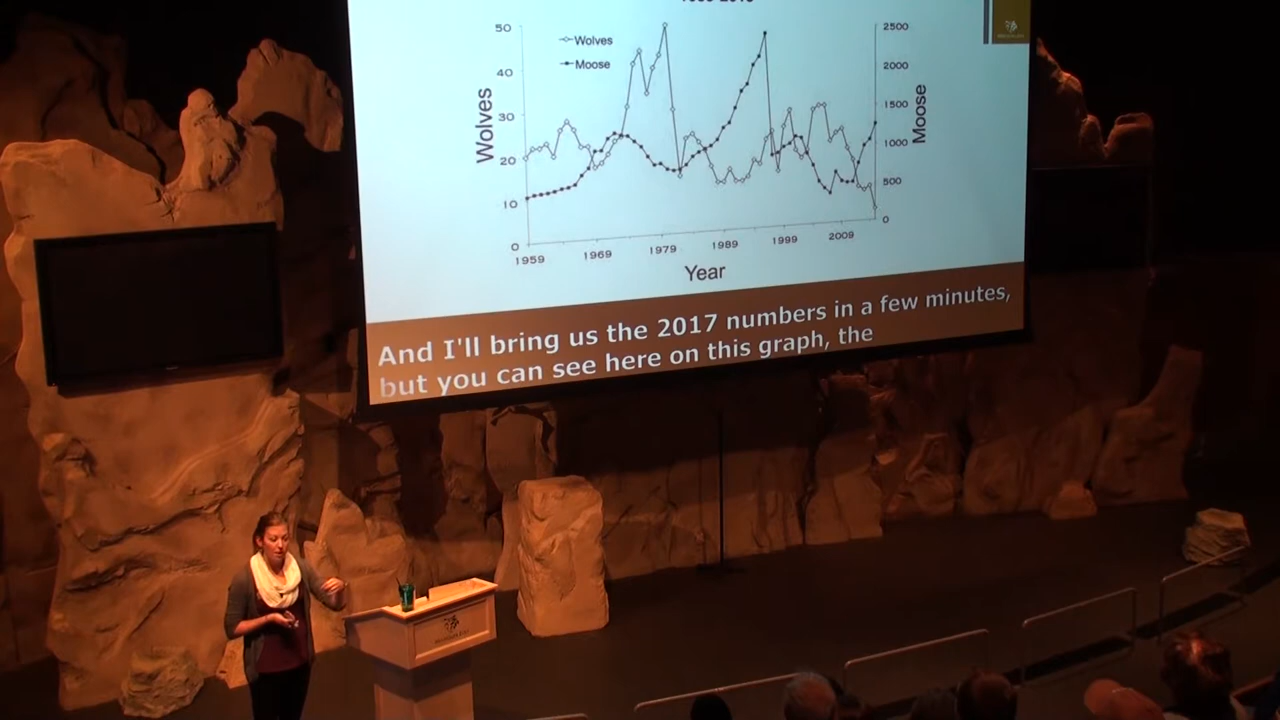 50
40
30
20
10
0
Wolves
Wolves
Moose
2500
2000
1500
1000
500
0
Moose
1959
1969
1979
1989
1999
2009
Year
And I'll bring us the 2017 numbers in a few minutes,
but you can see here on this graph, the